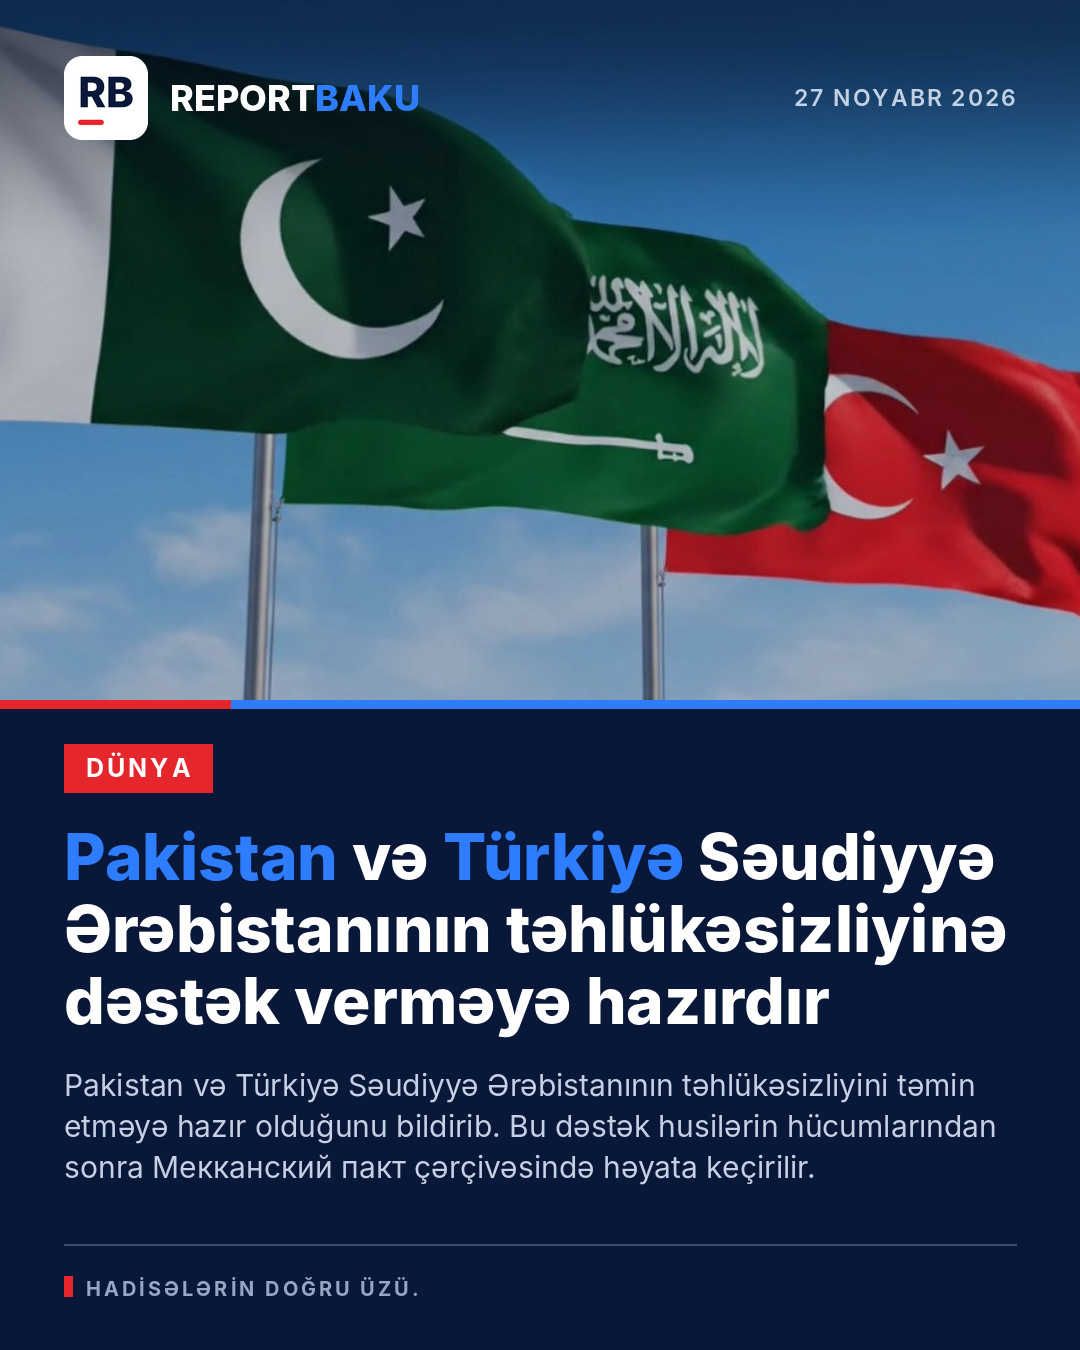 RB REPORTBAKU
27 NOYABR 2026
DÜNYA
Pakistan və Türkiyə Səudiyyə
Ərəbistanının təhlükəsizliyinə
dəstək verməyə hazırdır
Pakistan və Türkiyə Səudiyyə Ərəbistanının təhlükəsizliyini təmin
etməyə hazır olduğunu bildirib. Bu dəstək husilərin hücumlarından
sonra Мекканский пакт çərçivəsində həyata keçirilir.
HADİSƏLƏRİN DOĞRU ÜZÜ.